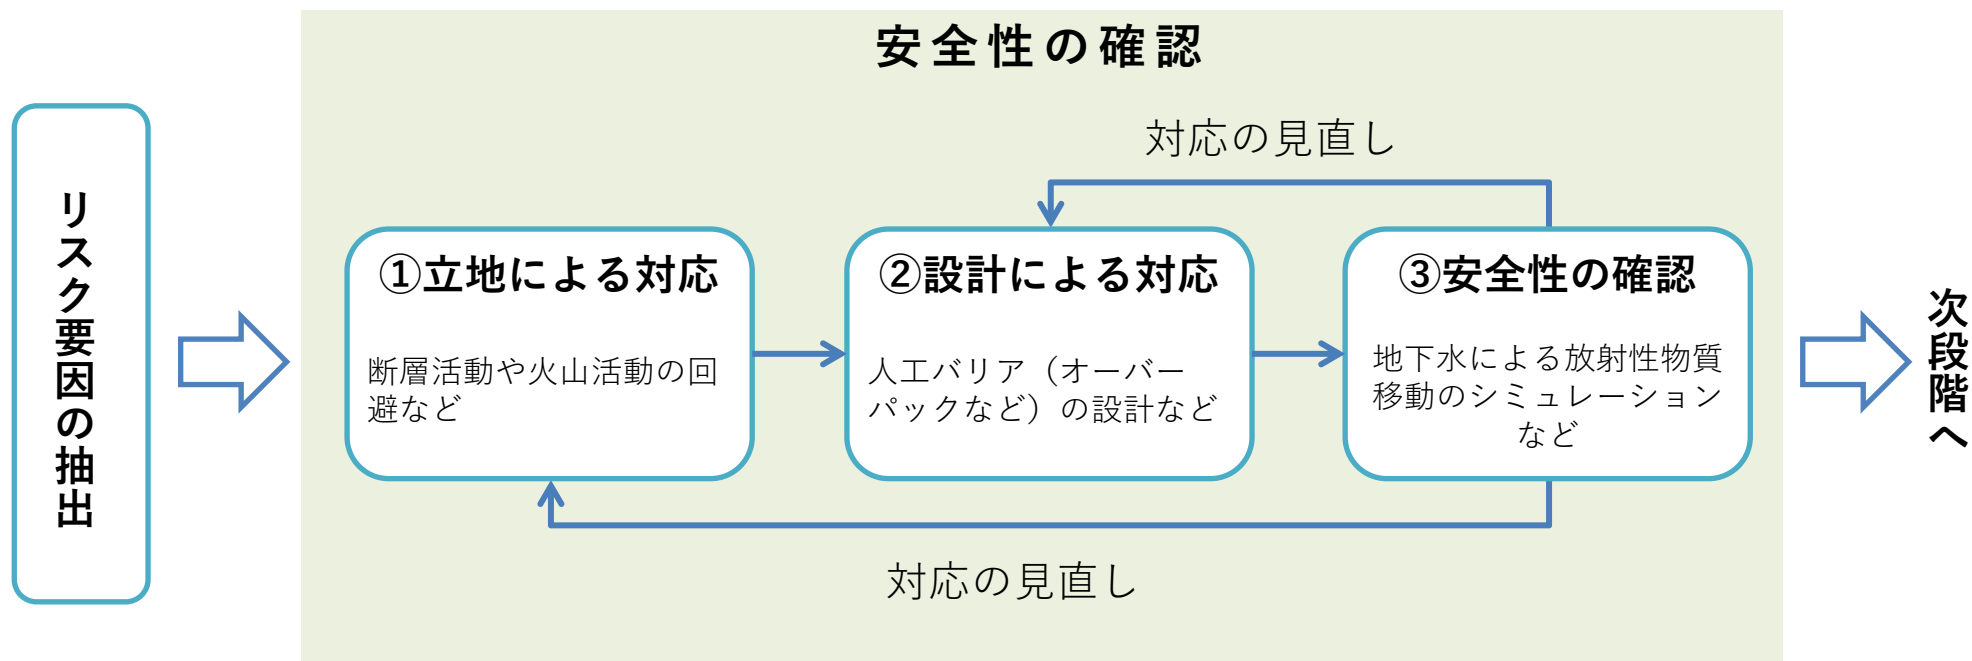 安全性の確認
リスク要因の抽出
対応の見直し
①立地による対応
断層活動や火山活動の回
避など
②設計による対応
人工バリア（オーバー
パックなど）の設計など
③安全性の確認
地下水による放射性物質
移動のシミュレーション
など
対応の見直し
次段階へ